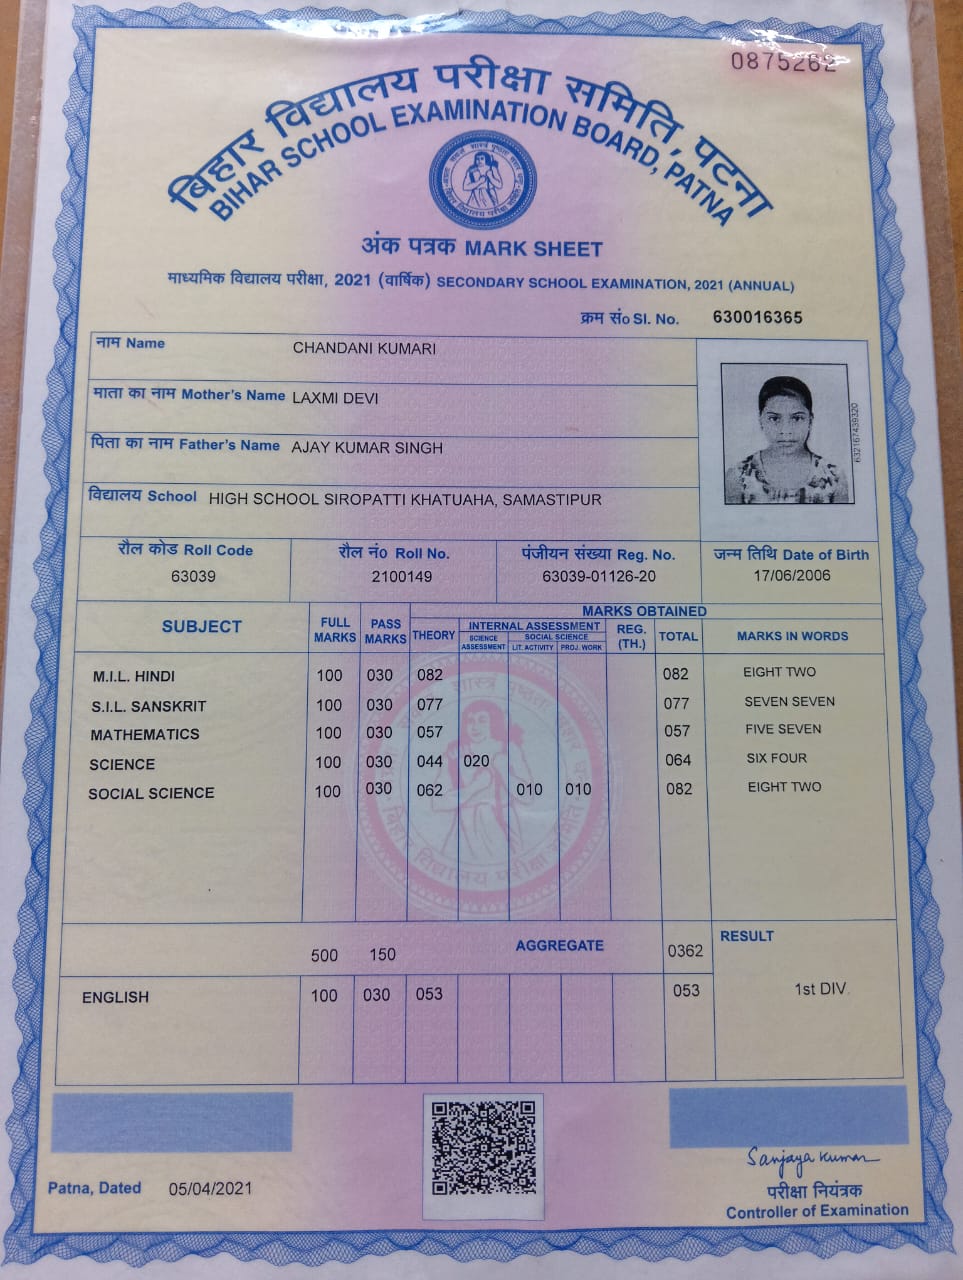 0875262
बिहार विद्यालय परीक्षा समिति, पटना
BIHAR SCHOOL EXAMINATION BOARD, PATNA
अंक पत्रक MARK SHEET
माध्यमिक विद्यालय परीक्षा, 2021 (वार्षिक) SECONDARY SCHOOL EXAMINATION, 2021 (ANNUAL)
क्रम सं० Sl. No. 630016365
नाम Name CHANDANI KUMARI
माता का नाम Mother's Name LAXMI DEVI
पिता का नाम Father's Name AJAY KUMAR SINGH
विद्यालय School HIGH SCHOOL SIROPATTI KHATUAHA, SAMASTIPUR
632167439320
रौल कोड Roll Code रौल नं० Roll No. पंजीयन संख्या Reg. No. जन्म तिथि Date of Birth
63039 2100149 63039-01126-20 17/06/2006
SUBJECT FULL MARKS PASS MARKS MARKS OBTAINED
THEORY INTERNAL ASSESSMENT REG. (TH.) TOTAL MARKS IN WORDS
SCIENCE ASSESSMENT SOCIAL SCIENCE LIT. ACTIVITY PROJ. WORK
M.I.L. HINDI 100 030 082 082 EIGHT TWO
S.I.L. SANSKRIT 100 030 077 077 SEVEN SEVEN
MATHEMATICS 100 030 057 057 FIVE SEVEN
SCIENCE 100 030 044 020 064 SIX FOUR
SOCIAL SCIENCE 100 030 062 010 010 082 EIGHT TWO
500 150 AGGREGATE 0362 RESULT
ENGLISH 100 030 053 053 1st DIV.
Sanjaya Kumar
Patna, Dated 05/04/2021
परीक्षा नियंत्रक
Controller of Examination